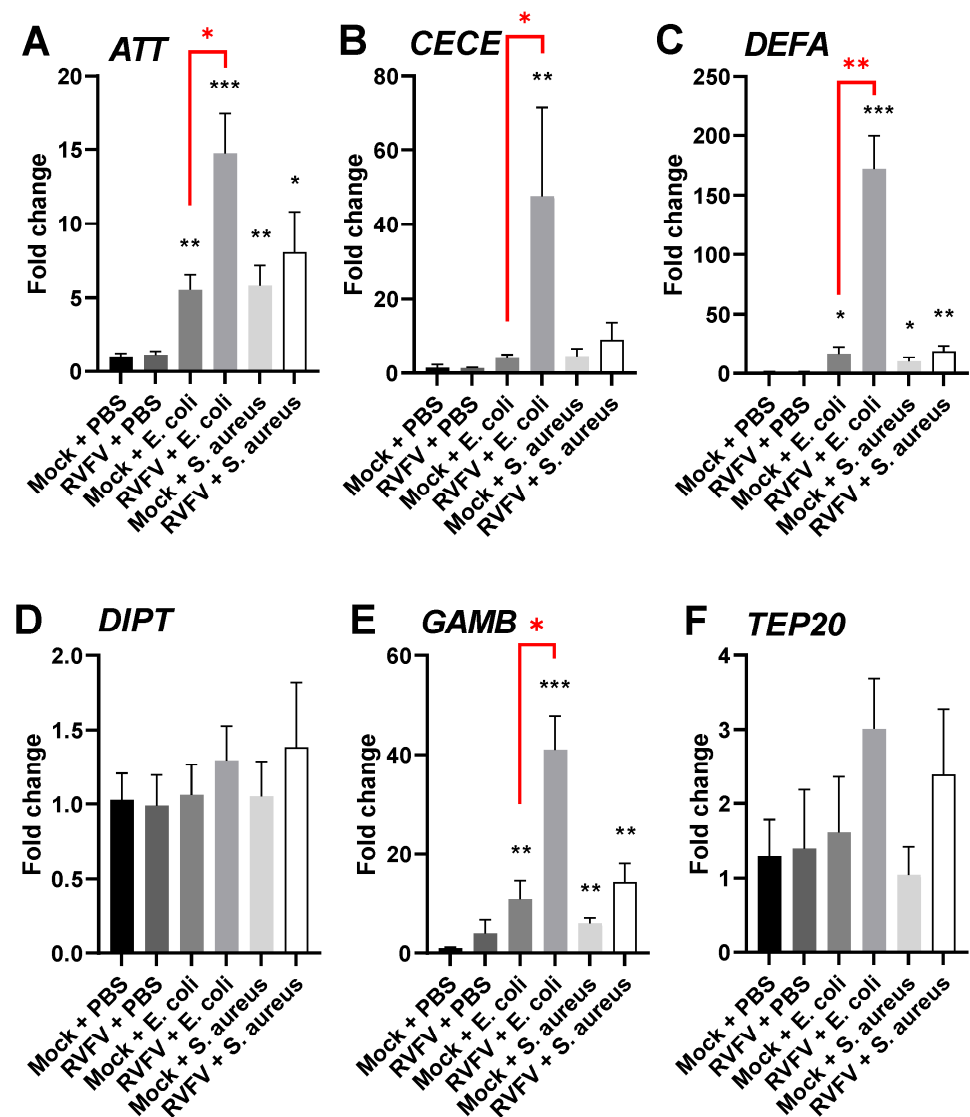 A ATT
*
Fold change
20
15
10
5
0
**
***
**
*
Mock + PBS
RVFV + PBS
Mock + E. coli
RVFV + E. coli
Mock + S. aureus
RVFV + S. aureus
B CECE
*
Fold change
80
60
40
20
0
**
Mock + PBS
RVFV + PBS
Mock + E. coli
RVFV + E. coli
Mock + S. aureus
RVFV + S. aureus
C DEFA
**
Fold change
250
200
150
100
50
0
*
***
*
**
Mock + PBS
RVFV + PBS
Mock + E. coli
RVFV + E. coli
Mock + S. aureus
RVFV + S. aureus
D DIPT
Fold change
2.0
1.5
1.0
0.5
0.0
Mock + PBS
RVFV + PBS
Mock + E. coli
RVFV + E. coli
Mock + S. aureus
RVFV + S. aureus
E GAMB
*
Fold change
60
40
20
0
**
***
**
**
Mock + PBS
RVFV + PBS
Mock + E. coli
RVFV + E. coli
Mock + S. aureus
RVFV + S. aureus
F TEP20
Fold change
4
3
2
1
0
Mock + PBS
RVFV + PBS
Mock + E. coli
RVFV + E. coli
Mock + S. aureus
RVFV + S. aureus